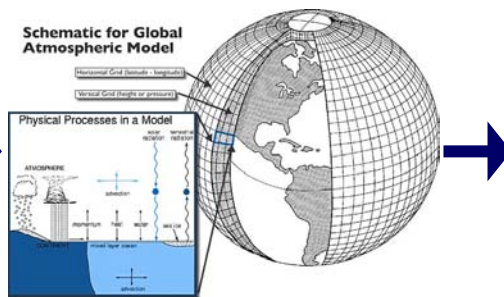 Schematic for Global
Atmospheric Model
Horizontal Grid (latitude - longitude)
Vertical Grid (height or pressure)
Physical Processes in a Model
solar
radiation
terrestrial
radiation
ATMOSPHERE
advection
momentum
heat
water
sea ice
CONTINENT
mixed layer ocean
advection